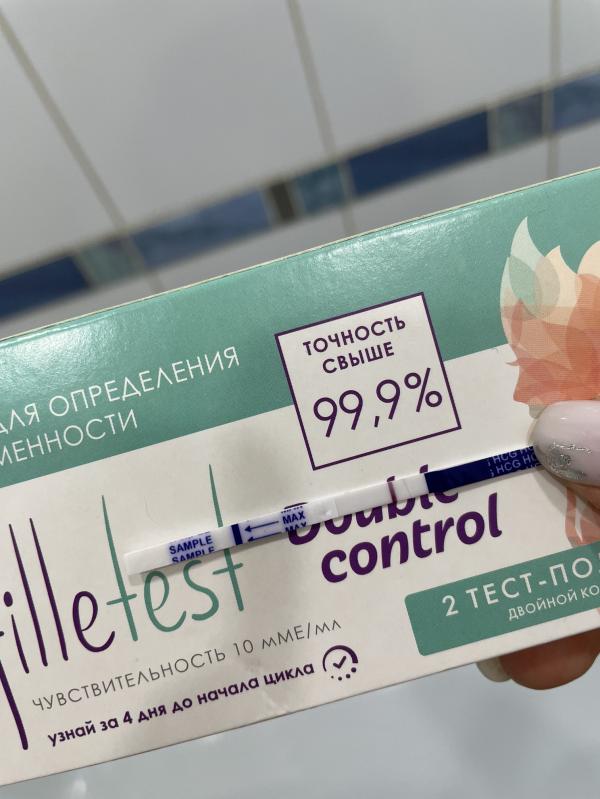 ДЛЯ ОПРЕДЕЛЕНИЯ
МЕННОСТИ
ТОЧНОСТЬ
СВЫШЕ
99,9%
HCG
HCG
MAX
MAX
SAMPLE
SAMPLE
Double
control
illetest
2 ТЕСТ-ПО
ДВОЙНОЙ КО
ЧУВСТВИТЕЛЬНОСТЬ 10 мМЕ/мл
узнай за 4 дня до начала цикла